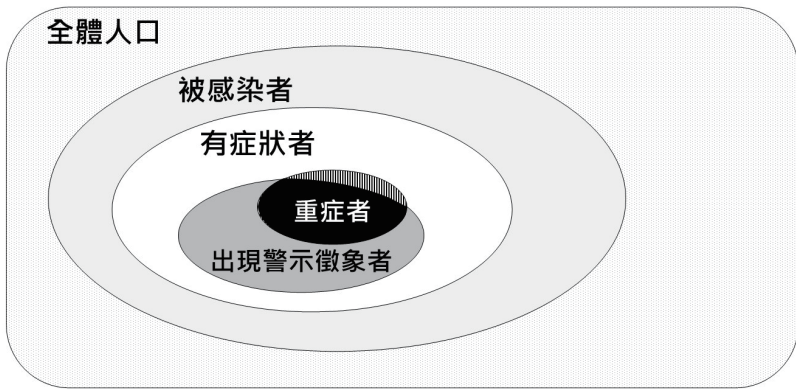 全體人口
被感染者
有症狀者
重症者
出現警示徵象者